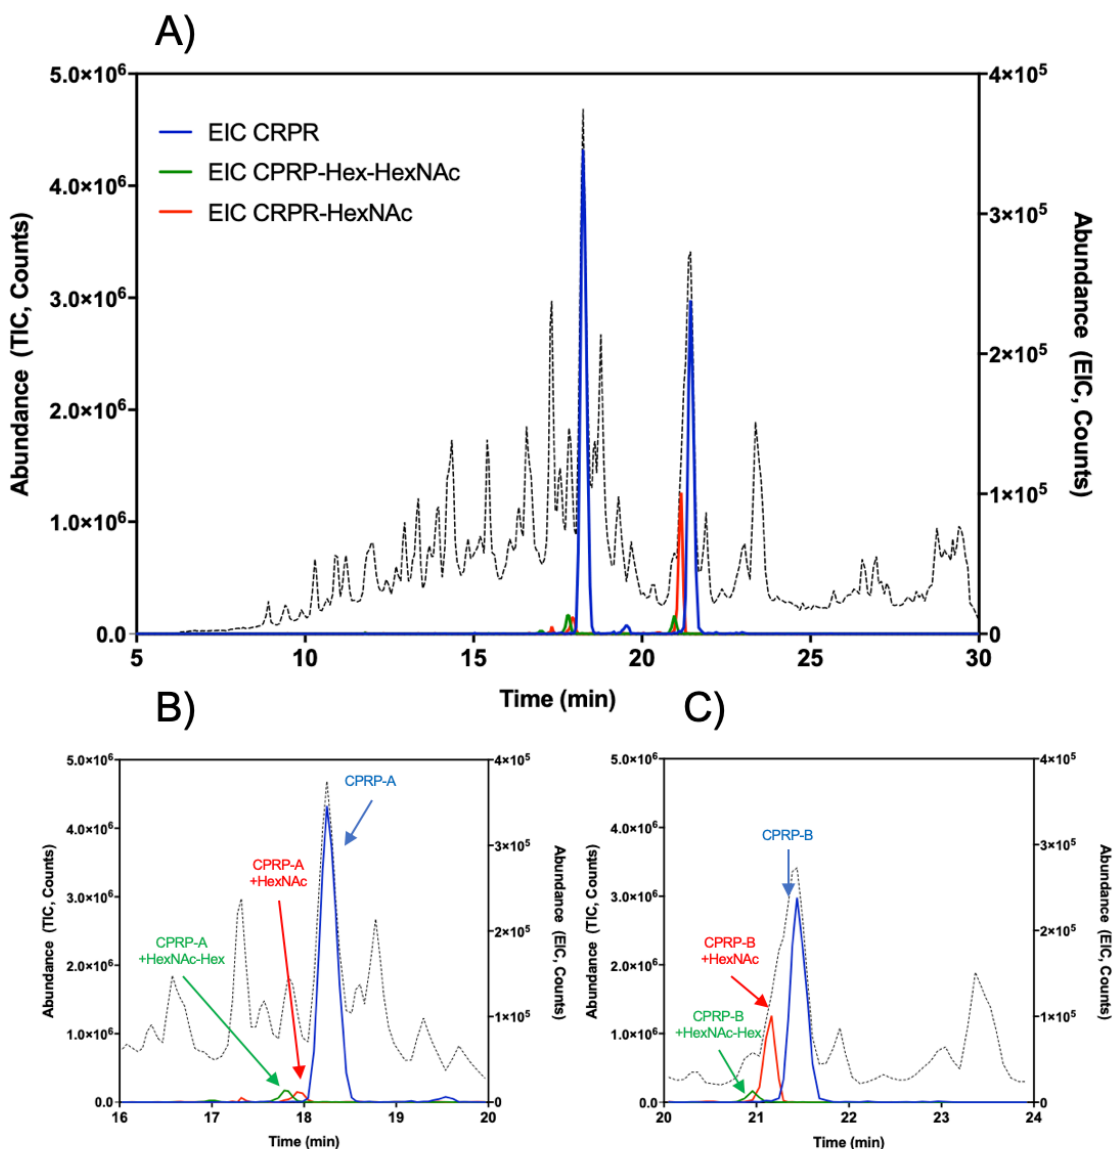 A)
5.0×10⁶
4.0×10⁶
3.0×10⁶
2.0×10⁶
1.0×10⁶
0.0
Abundance (TIC, Counts)
EIC CRPR
EIC CPRP-Hex-HexNAc
EIC CRPR-HexNAc
4×10⁵
3×10⁵
2×10⁵
1×10⁵
0
Abundance (EIC, Counts)
5 10 15 20 25 30
Time (min)
B)
5.0×10⁶
4.0×10⁶
3.0×10⁶
2.0×10⁶
1.0×10⁶
0.0
Abundance (TIC, Counts)
CPRP-A
CPRP-A
+HexNAc
CPRP-A
+HexNAc-Hex
4×10⁵
3×10⁵
2×10⁵
1×10⁵
0
Abundance (EIC, Counts)
16 17 18 19 20
Time (min)
C)
5.0×10⁶
4.0×10⁶
3.0×10⁶
2.0×10⁶
1.0×10⁶
0.0
Abundance (TIC, Counts)
CPRP-B
CPRP-B
+HexNAc
CPRP-B
+HexNAc-Hex
4×10⁵
3×10⁵
2×10⁵
1×10⁵
0
Abundance (EIC, Counts)
20 21 22 23 24
Time (min)